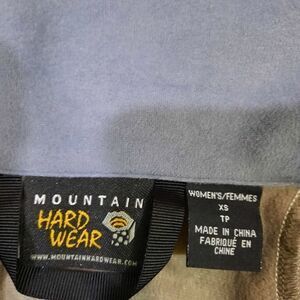 MOUNTAIN
HARD
WEAR
WWW.MOUNTAINHARDWEAR.COM
WOMEN'S/FEMMES
XS
TP
MADE IN CHINA
FABRIQUÉ EN
CHINE